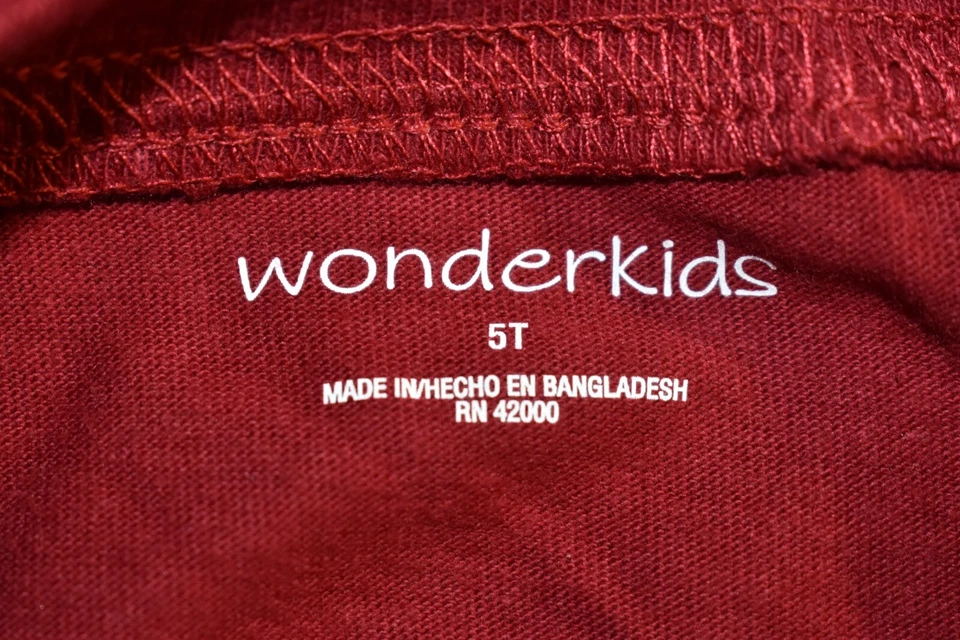 wonderkids
5T
MADE IN/HECHO EN BANGLADESH
RN 42000